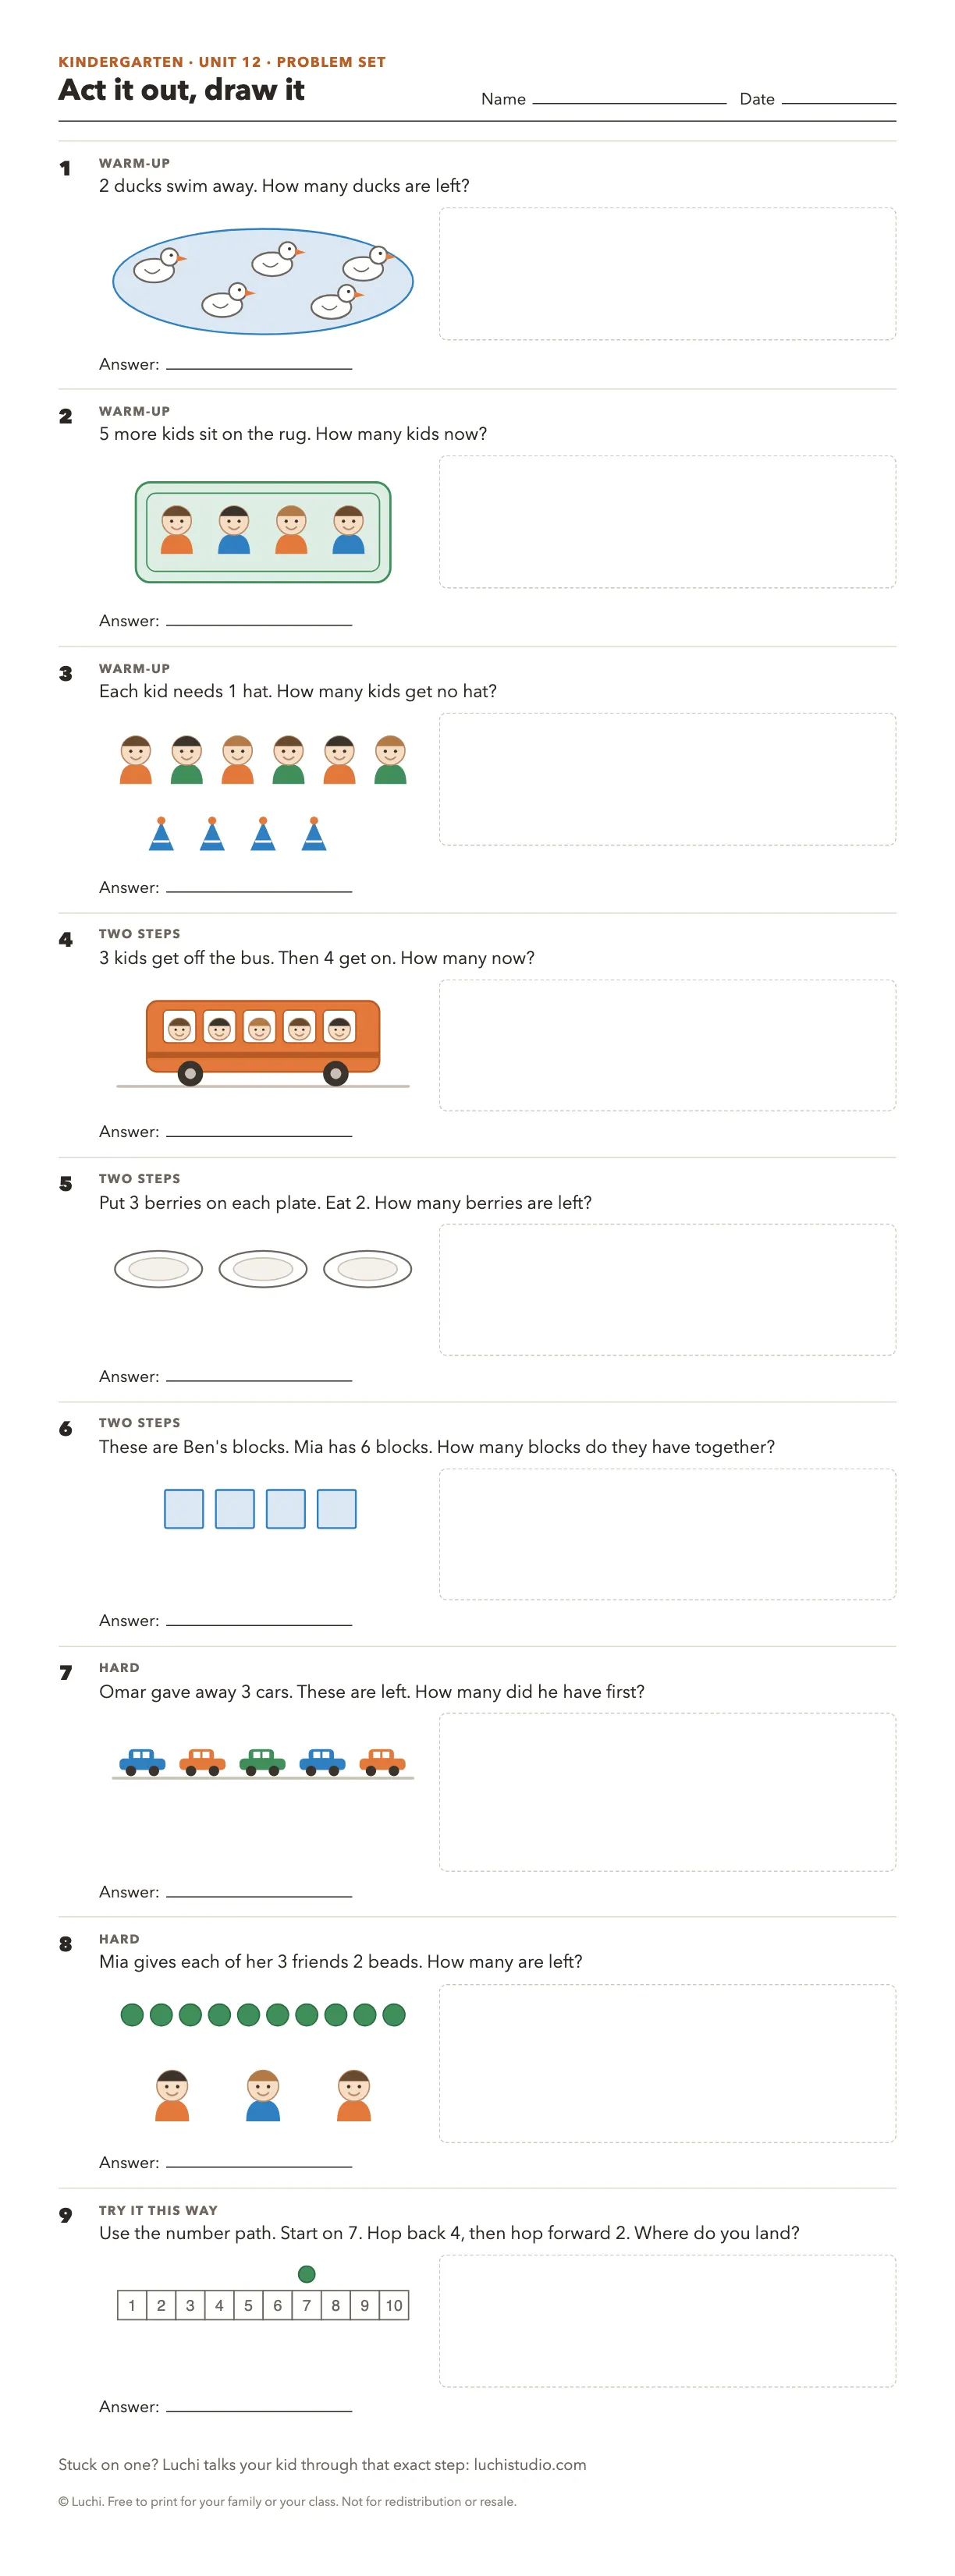 KINDERGARTEN · UNIT 12 · PROBLEM SET
Act it out, draw it
Name Date
1 WARM-UP
2 ducks swim away. How many ducks are left?
Answer:
2 WARM-UP
5 more kids sit on the rug. How many kids now?
Answer:
3 WARM-UP
Each kid needs 1 hat. How many kids get no hat?
Answer:
4 TWO STEPS
3 kids get off the bus. Then 4 get on. How many now?
Answer:
5 TWO STEPS
Put 3 berries on each plate. Eat 2. How many berries are left?
Answer:
6 TWO STEPS
These are Ben's blocks. Mia has 6 blocks. How many blocks do they have together?
Answer:
7 HARD
Omar gave away 3 cars. These are left. How many did he have first?
Answer:
8 HARD
Mia gives each of her 3 friends 2 beads. How many are left?
Answer:
9 TRY IT THIS WAY
Use the number path. Start on 7. Hop back 4, then hop forward 2. Where do you land?
1 2 3 4 5 6 7 8 9 10
Answer:
Stuck on one? Luchi talks your kid through that exact step: luchistudio.com
© Luchi. Free to print for your family or your class. Not for redistribution or resale.